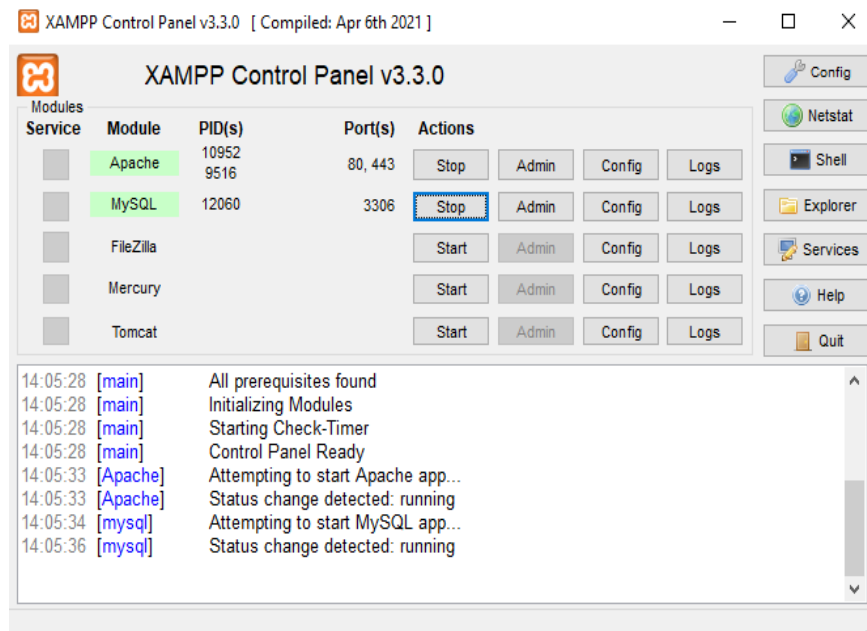 XAMPP Control Panel v3.3.0 [ Compiled: Apr 6th 2021 ]
XAMPP Control Panel v3.3.0
Config
Modules
Service Module PID(s) Port(s) Actions
Netstat
Apache 10952 9516 80, 443 Stop Admin Config Logs
Shell
MySQL 12060 3306 Stop Admin Config Logs
Explorer
FileZilla Start Admin Config Logs
Services
Mercury Start Admin Config Logs
Help
Tomcat Start Admin Config Logs
Quit
14:05:28 [main] All prerequisites found
14:05:28 [main] Initializing Modules
14:05:28 [main] Starting Check-Timer
14:05:28 [main] Control Panel Ready
14:05:33 [Apache] Attempting to start Apache app...
14:05:33 [Apache] Status change detected: running
14:05:34 [mysql] Attempting to start MySQL app...
14:05:36 [mysql] Status change detected: running